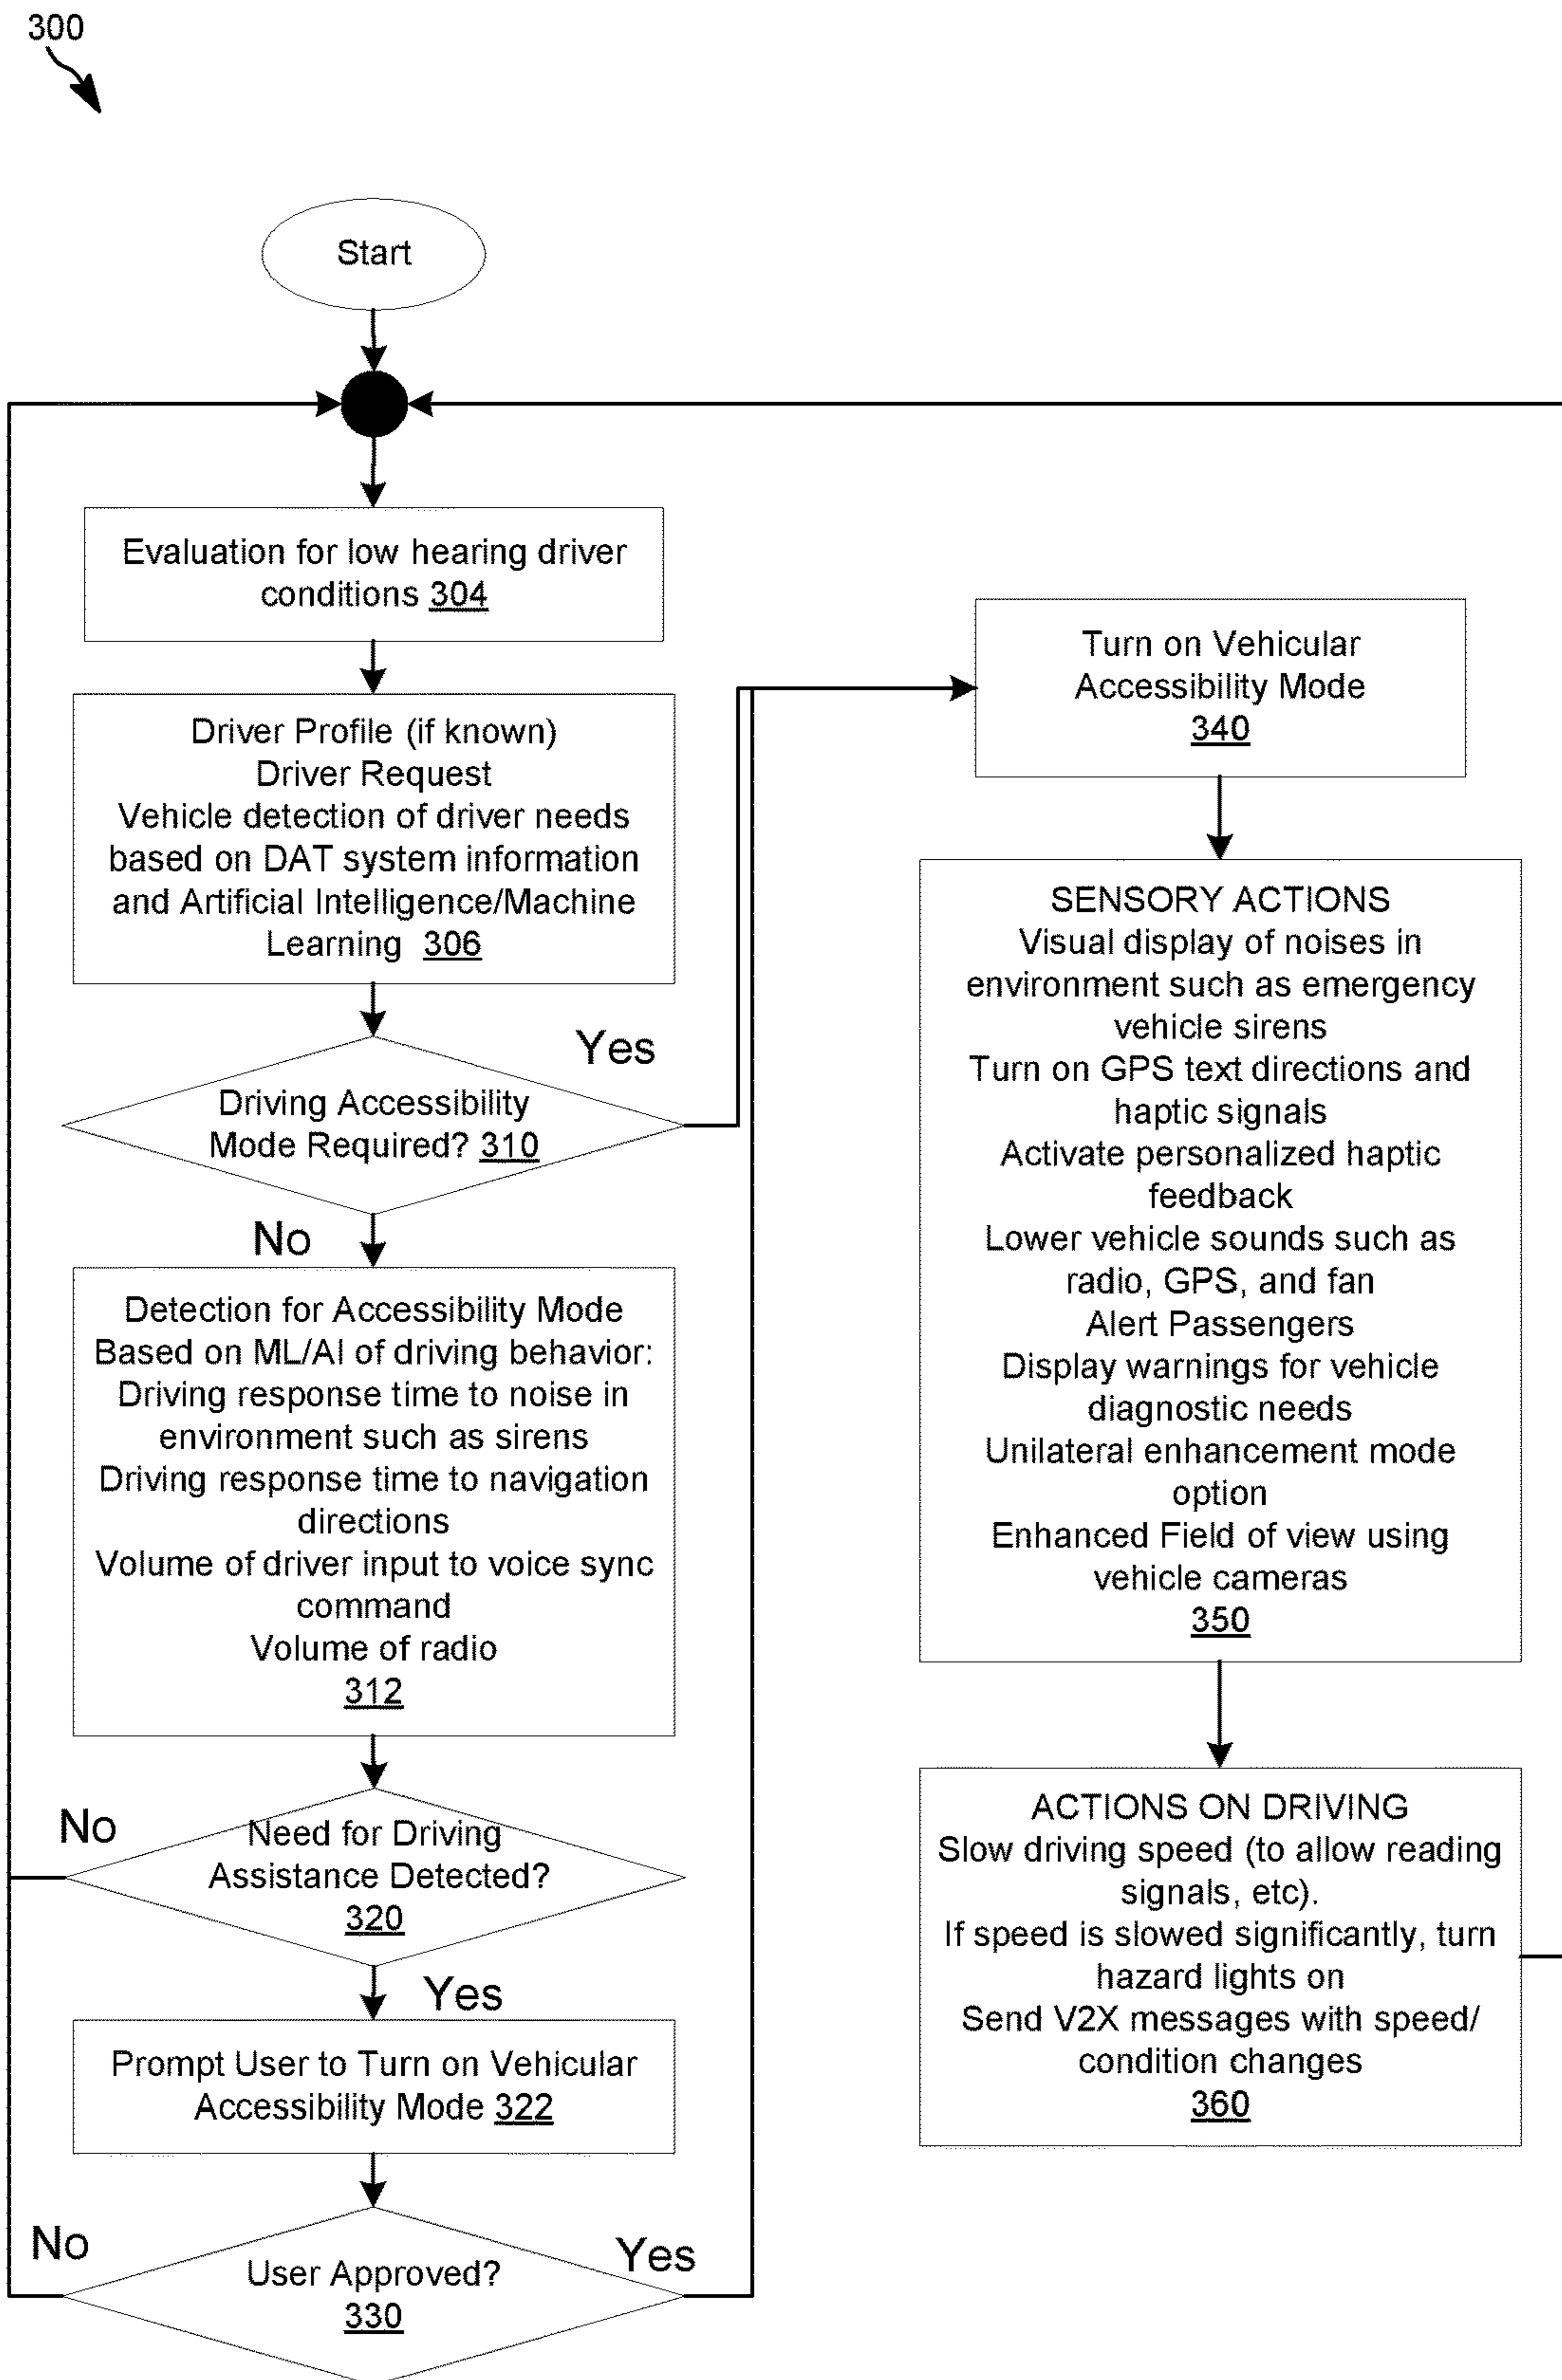 300
Start
Evaluation for low hearing driver
conditions 304
Driver Profile (if known)
Driver Request
Vehicle detection of driver needs
based on DAT system information
and Artificial Intelligence/Machine
Learning 306
Yes
Driving Accessibility
Mode Required? 310
No
Detection for Accessibility Mode
Based on ML/AI of driving behavior:
Driving response time to noise in
environment such as sirens
Driving response time to navigation
directions
Volume of driver input to voice sync
command
Volume of radio
312
No
Need for Driving
Assistance Detected?
320
Yes
Prompt User to Turn on Vehicular
Accessibility Mode 322
No
Yes
User Approved?
330
Turn on Vehicular
Accessibility Mode
340
SENSORY ACTIONS
Visual display of noises in
environment such as emergency
vehicle sirens
Turn on GPS text directions and
haptic signals
Activate personalized haptic
feedback
Lower vehicle sounds such as
radio, GPS, and fan
Alert Passengers
Display warnings for vehicle
diagnostic needs
Unilateral enhancement mode
option
Enhanced Field of view using
vehicle cameras
350
ACTIONS ON DRIVING
Slow driving speed (to allow reading
signals, etc).
If speed is slowed significantly, turn
hazard lights on
Send V2X messages with speed/
condition changes
360